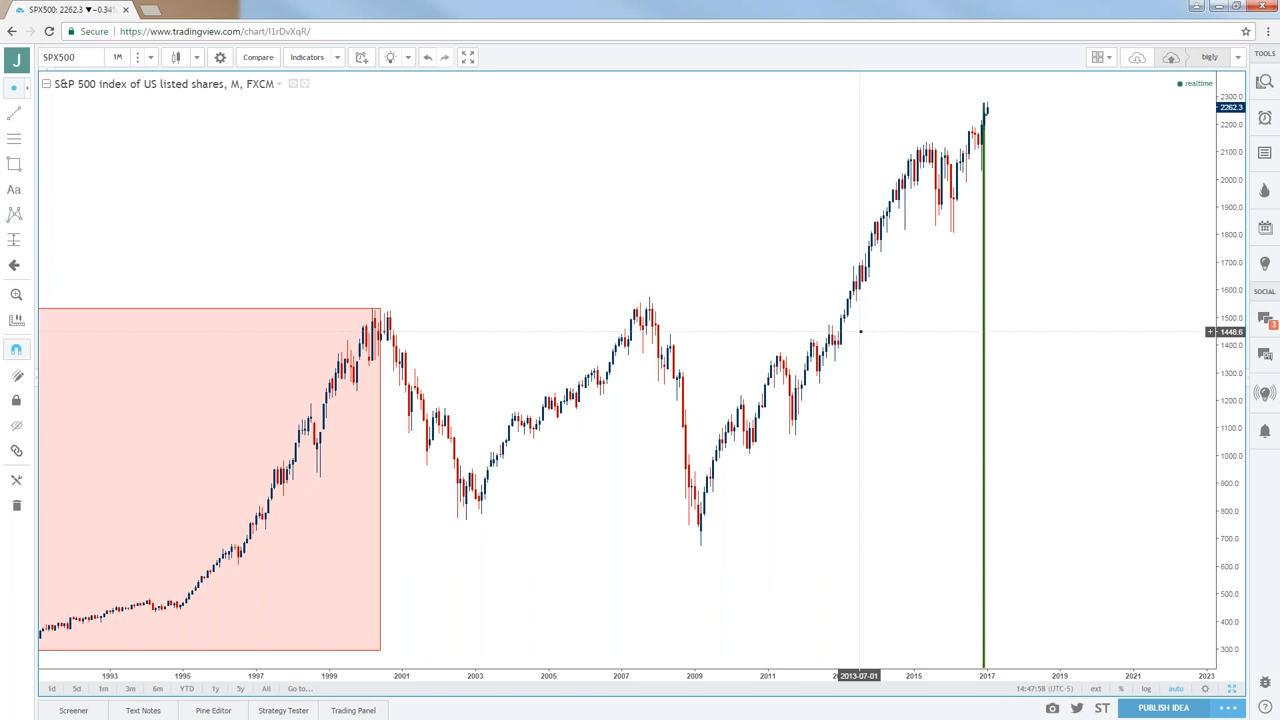 SPX500: 2262.3 ▼−0.34%
Secure https://www.tradingview.com/chart/l1rDvXqR/
J SPX500 1M Compare Indicators bigly TOOLS
S&P 500 index of US listed shares, M, FXCM
realtime
2300.0
2262.3
2200.0
2100.0
2000.0
1900.0
1800.0
1700.0
1600.0
1500.0
1448.6
1400.0
1300.0
1200.0
1100.0
1000.0
900.0
800.0
700.0
600.0
500.0
400.0
300.0
Aa
SOCIAL
3
1993 1995 1997 1999 2001 2003 2005 2007 2009 2011 2013-07-01 2015 2017 2019 2021 2023
1d 5d 1m 3m 6m YTD 1y 5y All Go to... 14:47:58 (UTC-5) ext % log auto
Screener Text Notes Pine Editor Strategy Tester Trading Panel ST PUBLISH IDEA